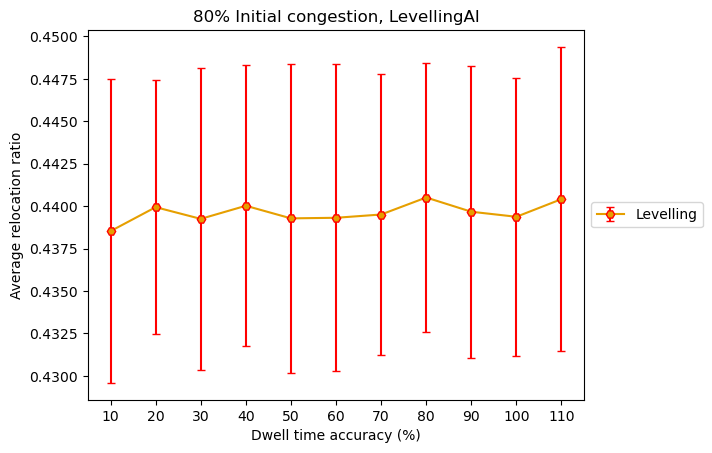 80% Initial congestion, LevellingAI
0.4500
0.4475
0.4450
0.4425
0.4400
0.4375
0.4350
0.4325
0.4300
Average relocation ratio
10 20 30 40 50 60 70 80 90 100 110
Dwell time accuracy (%)
Levelling